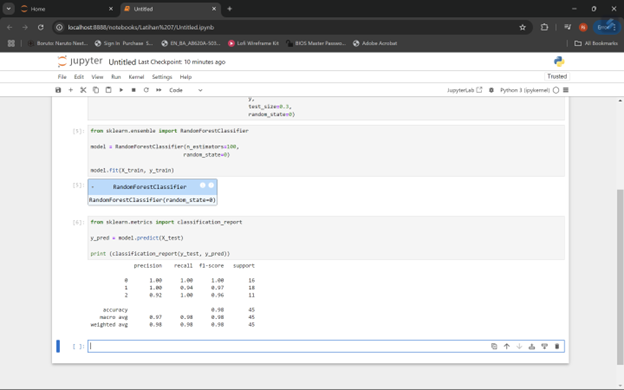 Home
Untitled
localhost:8888/notebooks/Latihan%207/Untitled.ipynb
Boruto Naruto Next...
Sign In Purchase S...
EN_BA_AB620A-S03...
Lofi Wireframe Kit
BIOS Master Passwo...
Adobe Acrobat
All Bookmarks
jupyter Untitled Last Checkpoint: 10 minutes ago
File Edit View Run Kernel Settings Help
Trusted
Code
JupyterLab
Python 3 (ipykernel)
y,
test_size=0.3,
random_state=0)
[5]:
from sklearn.ensemble import RandomForestClassifier
model = RandomForestClassifier(n_estimators=100,
random_state=0)
model.fit(X_train, y_train)
[5]:
RandomForestClassifier
RandomForestClassifier(random_state=0)
[6]:
from sklearn.metrics import classification_report
y_pred = model.predict(X_test)
print (classification_report(y_test, y_pred))
precision recall f1-score support
0 1.00 1.00 1.00 16
1 1.00 0.94 0.97 18
2 0.92 1.00 0.96 11
accuracy 0.98 45
macro avg 0.97 0.98 0.98 45
weighted avg 0.98 0.98 0.98 45
[ ]: